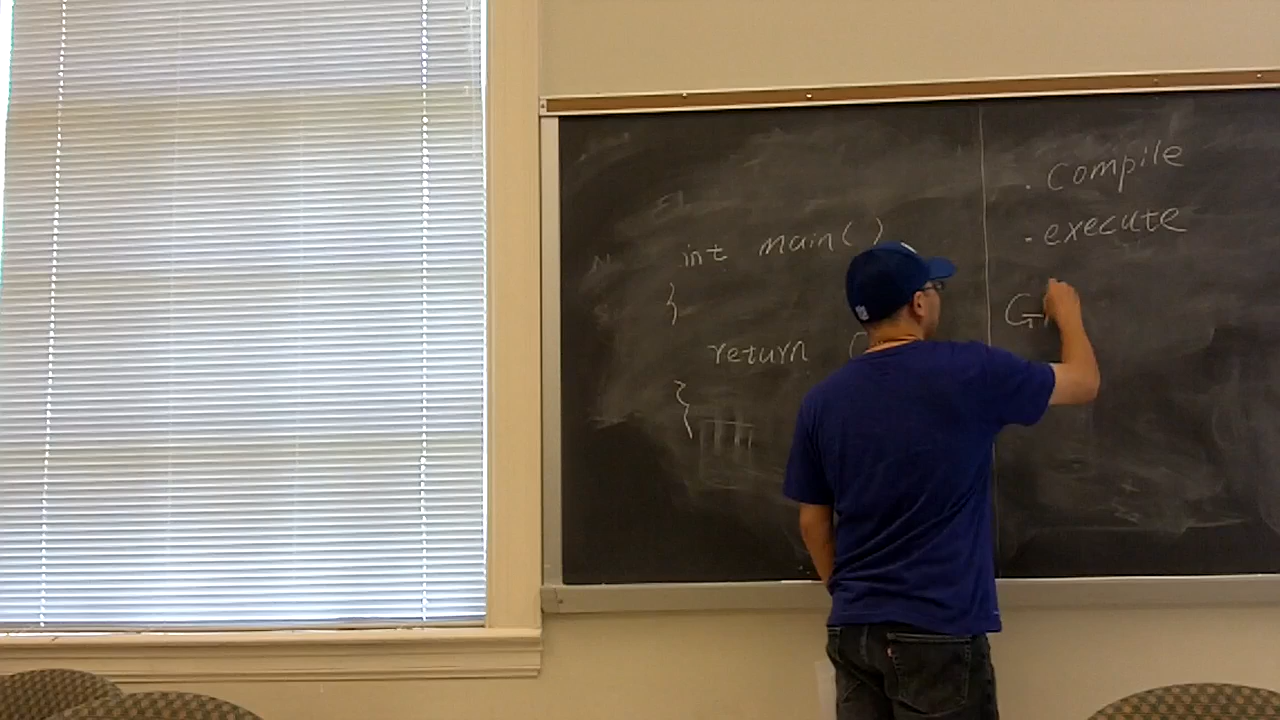 int main()
{
return
}
. Compile
- execute